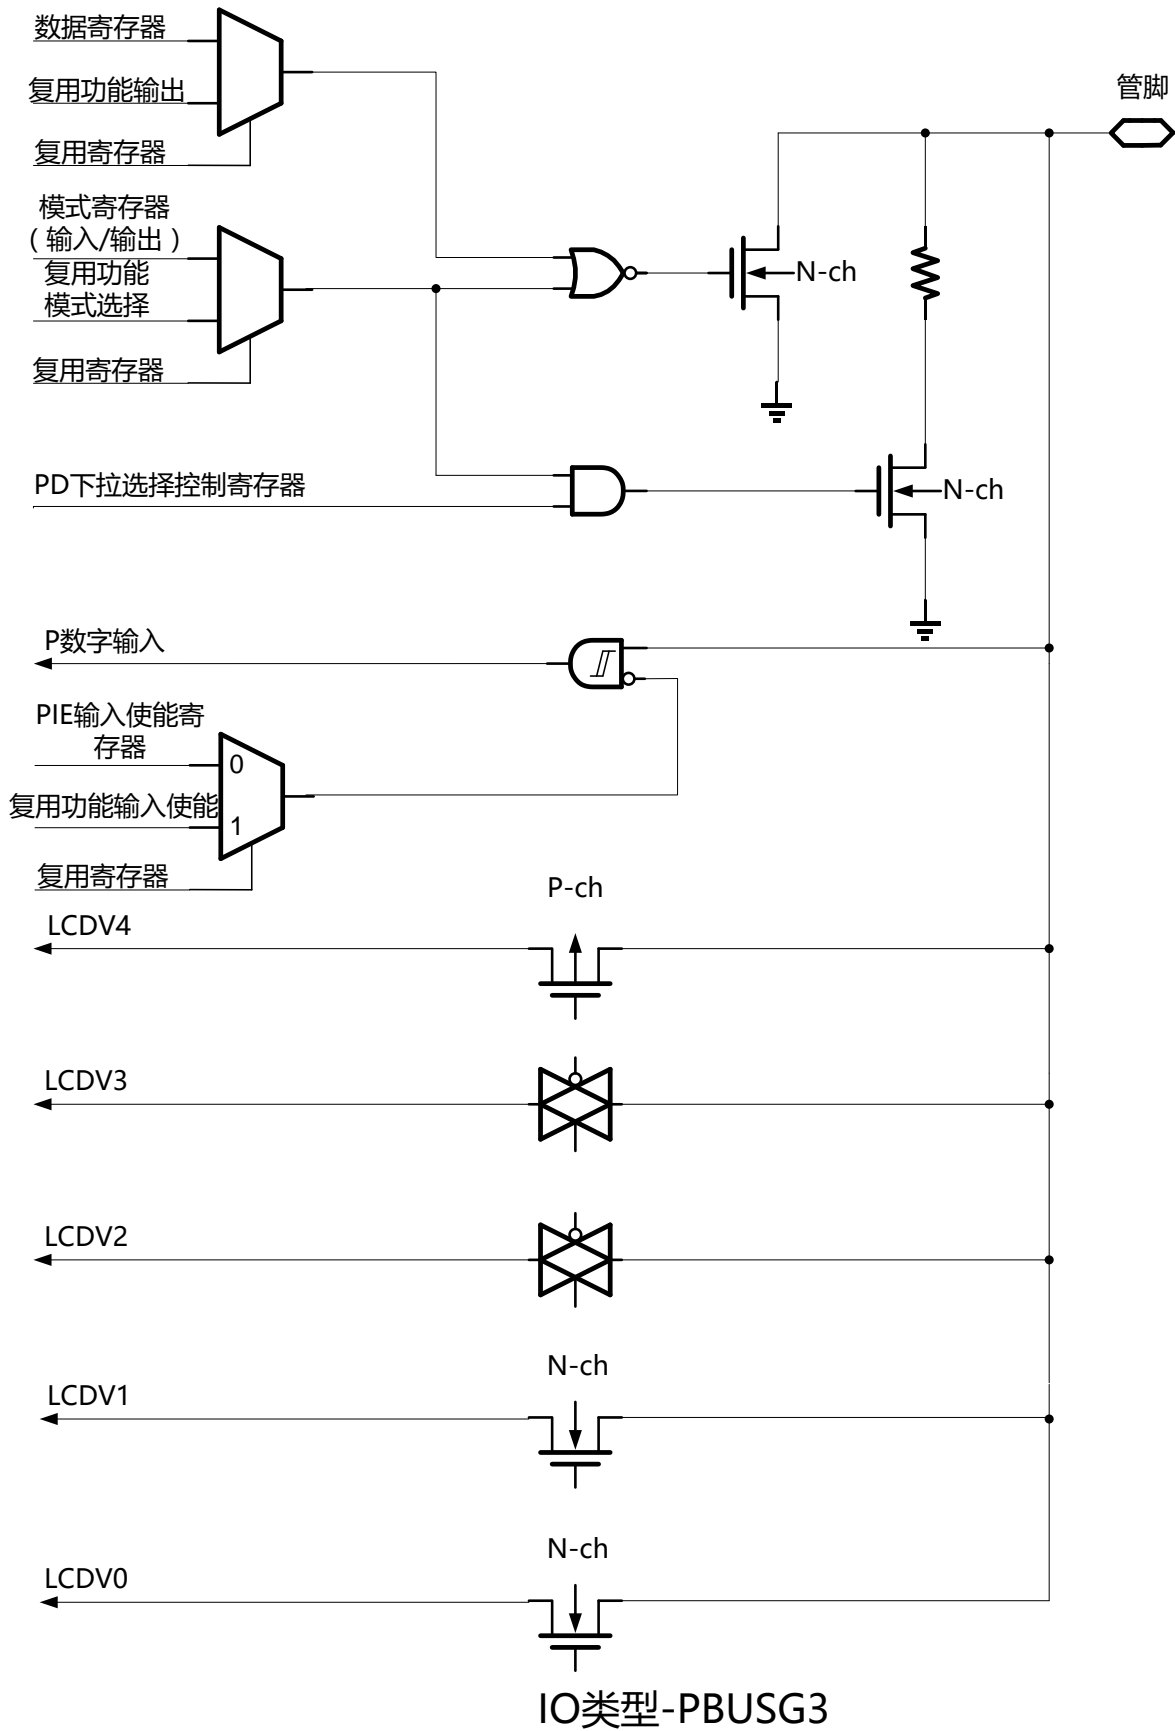 数据寄存器
管脚
复用功能输出
复用寄存器
模式寄存器
（输入/输出）
复用功能
模式选择
N-ch
复用寄存器
PD下拉选择控制寄存器
N-ch
P数字输入
PIE输入使能寄
存器
0
复用功能输入使能
1
复用寄存器
P-ch
LCDV4
LCDV3
LCDV2
N-ch
LCDV1
N-ch
LCDV0
IO类型-PBUSG3